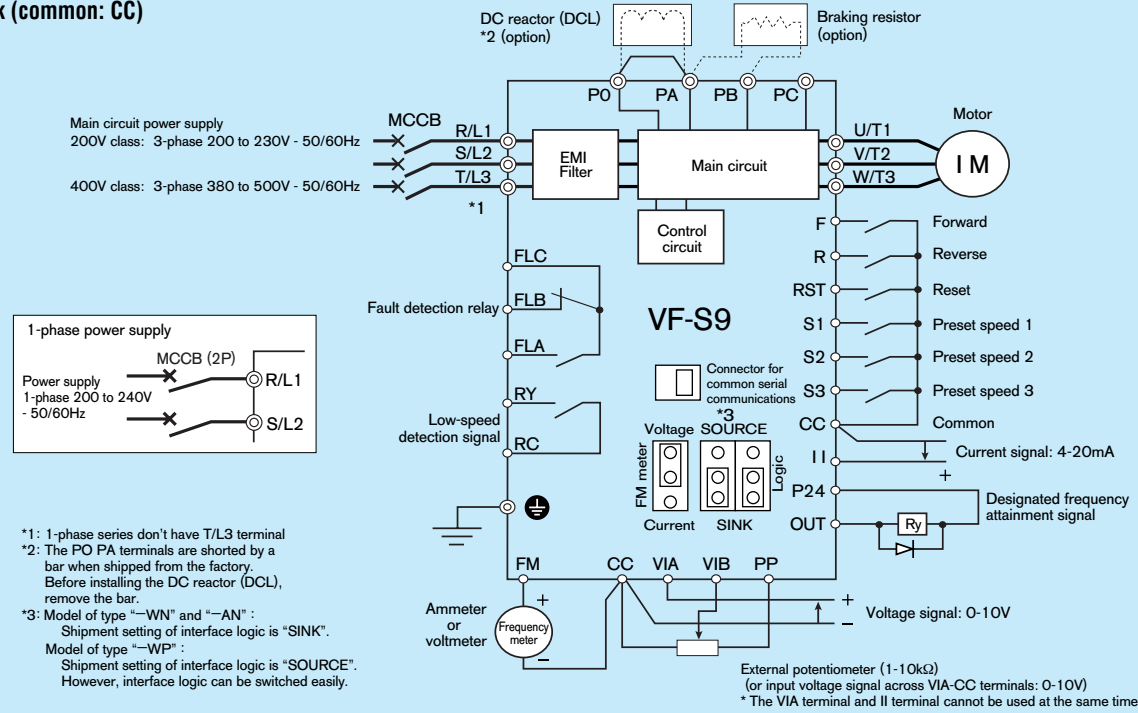 k (common: CC)
DC reactor (DCL)
*2 (option)
Braking resistor
(option)
P0 PA PB PC
Main circuit power supply
200V class: 3-phase 200 to 230V - 50/60Hz
400V class: 3-phase 380 to 500V - 50/60Hz
MCCB
R/L1
S/L2
T/L3
*1
EMI
Filter
Main circuit
Control
circuit
U/T1
V/T2
W/T3
Motor
I M
FLC
Fault detection relay
FLB
FLA
RY
Low-speed
detection signal
RC
VF-S9
Connector for
common serial
communications
*3
Voltage SOURCE
FM meter
Logic
Current SINK
F Forward
R Reverse
RST Reset
S1 Preset speed 1
S2 Preset speed 2
S3 Preset speed 3
CC Common
II
Current signal: 4-20mA
+
P24
OUT
Ry
Designated frequency
attainment signal
1-phase power supply
MCCB (2P)
Power supply
1-phase 200 to 240V
- 50/60Hz
R/L1
S/L2
FM CC VIA VIB PP
Ammeter
or
voltmeter
+
Frequency
meter
−
+
−
Voltage signal: 0-10V
External potentiometer (1-10kΩ)
(or input voltage signal across VIA-CC terminals: 0-10V)
* The VIA terminal and II terminal cannot be used at the same time
*1: 1-phase series don't have T/L3 terminal
*2: The PO PA terminals are shorted by a
bar when shipped from the factory.
Before installing the DC reactor (DCL),
remove the bar.
*3: Model of type “−WN” and “−AN” :
Shipment setting of interface logic is “SINK”.
Model of type “−WP” :
Shipment setting of interface logic is “SOURCE”.
However, interface logic can be switched easily.